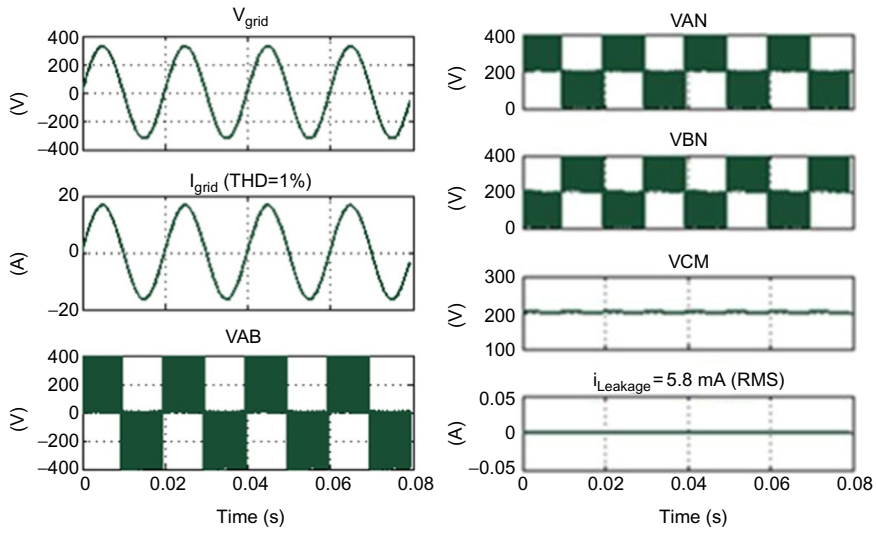 V_grid
400
200
0
–200
–400
(V)
I_grid (THD=1%)
20
0
–20
(A)
VAB
400
200
0
–200
–400
(V)
0 0.02 0.04 0.06 0.08
Time (s)
VAN
400
200
0
(V)
VBN
400
200
0
(V)
VCM
300
200
100
(V)
i_Leakage = 5.8 mA (RMS)
0.05
0
–0.05
(A)
0 0.02 0.04 0.06 0.08
Time (s)